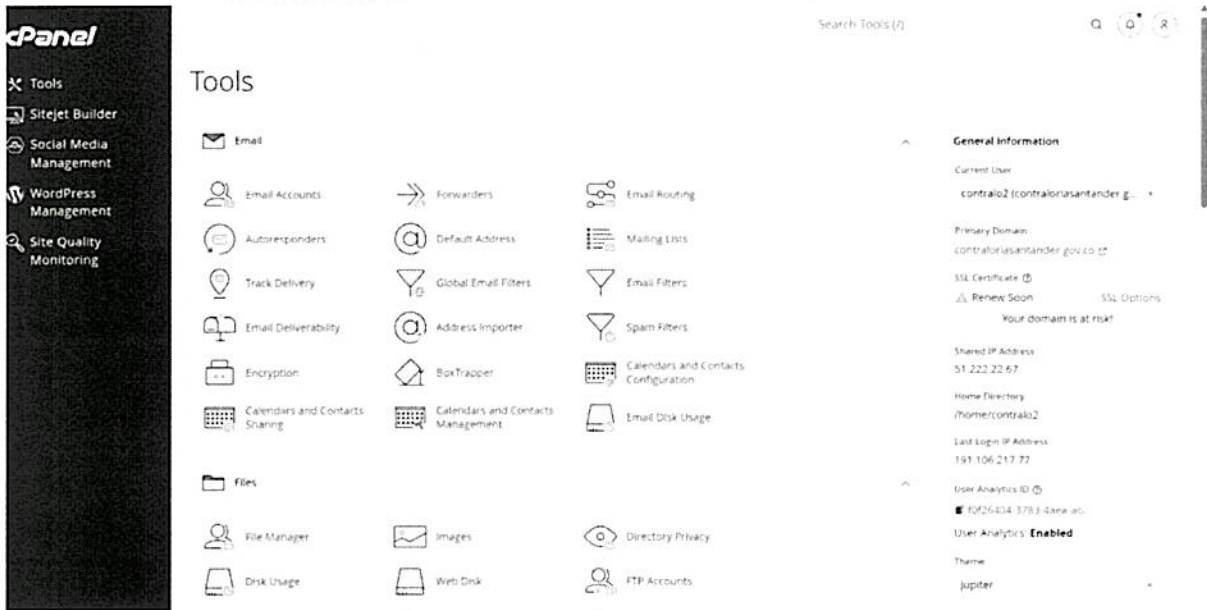 cPanel
Search Tools (/)
Tools
Sitejet Builder
Social Media
Management
WordPress
Management
Site Quality
Monitoring
Tools
Email
Email Accounts
Forwarders
Email Routing
Autoresponders
Default Address
Mailing Lists
Track Delivery
Global Email Filters
Email Filters
Email Deliverability
Address Importer
Spam Filters
Encryption
BoxTrapper
Calendars and Contacts
Configuration
Calendars and Contacts
Sharing
Calendars and Contacts
Management
Email Disk Usage
Files
File Manager
Images
Directory Privacy
Disk Usage
Web Disk
FTP Accounts
General Information
Current User
contralo2 (contraloriasantander.g...
Primary Domain
contraloriasantander.gov.co
SSL Certificate
Renew Soon
SSL Options
Your domain is at risk!
Shared IP Address
51.222.22.67
Home Directory
/home/contralo2
Last Login IP Address
191.106.217.77
User Analytics ID
User Analytics Enabled
Theme
jupiter